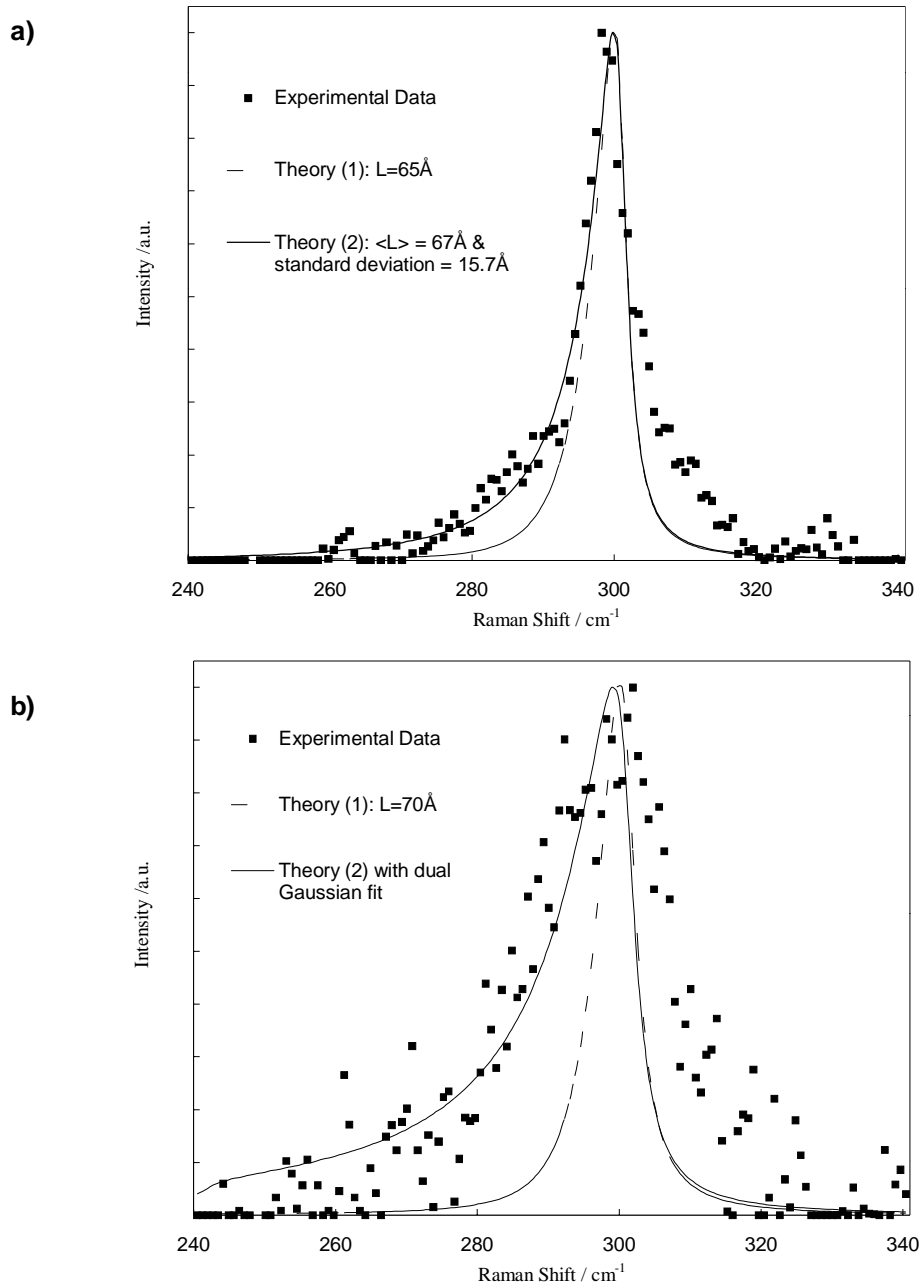 a)
Experimental Data
Theory (1): L=65Å
Theory (2): <L> = 67Å &
standard deviation = 15.7Å
Intensity /a.u.
240 260 280 300 320 340
Raman Shift / cm-1
b)
Experimental Data
Theory (1): L=70Å
Theory (2) with dual
Gaussian fit
Intensity /a.u.
240 260 280 300 320 340
Raman Shift / cm-1